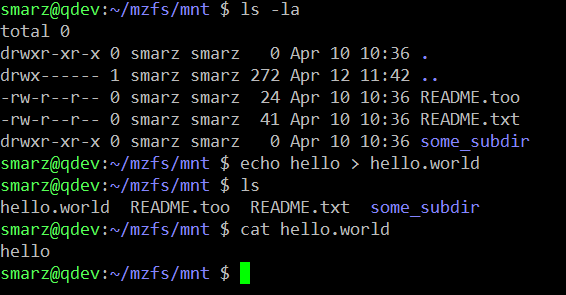 smarz@qdev:~/mzfs/mnt $ ls -la
total 0
drwxr-xr-x 0 smarz smarz   0 Apr 10 10:36 .
drwx------ 1 smarz smarz 272 Apr 12 11:42 ..
-rw-r--r-- 0 smarz smarz  24 Apr 10 10:36 README.too
-rw-r--r-- 0 smarz smarz  41 Apr 10 10:36 README.txt
drwxr-xr-x 0 smarz smarz   0 Apr 10 10:36 some_subdir
smarz@qdev:~/mzfs/mnt $ echo hello > hello.world
smarz@qdev:~/mzfs/mnt $ ls
hello.world  README.too  README.txt  some_subdir
smarz@qdev:~/mzfs/mnt $ cat hello.world
hello
smarz@qdev:~/mzfs/mnt $